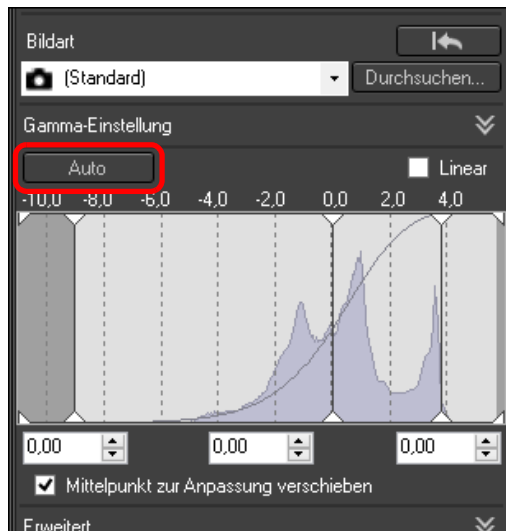 Bildart
(Standard) Durchsuchen...
Gamma-Einstellung
Auto Linear
-10,0 -8,0 -6,0 -4,0 -2,0 0,0 2,0 4,0
0,00 0,00 0,00
Mittelpunkt zur Anpassung verschieben
Erweitert